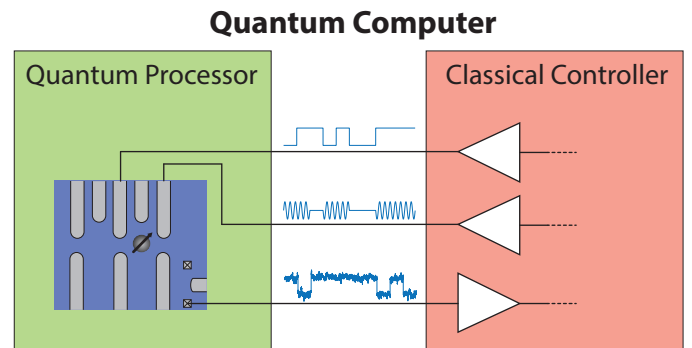 Quantum Computer
Quantum Processor
Classical Controller